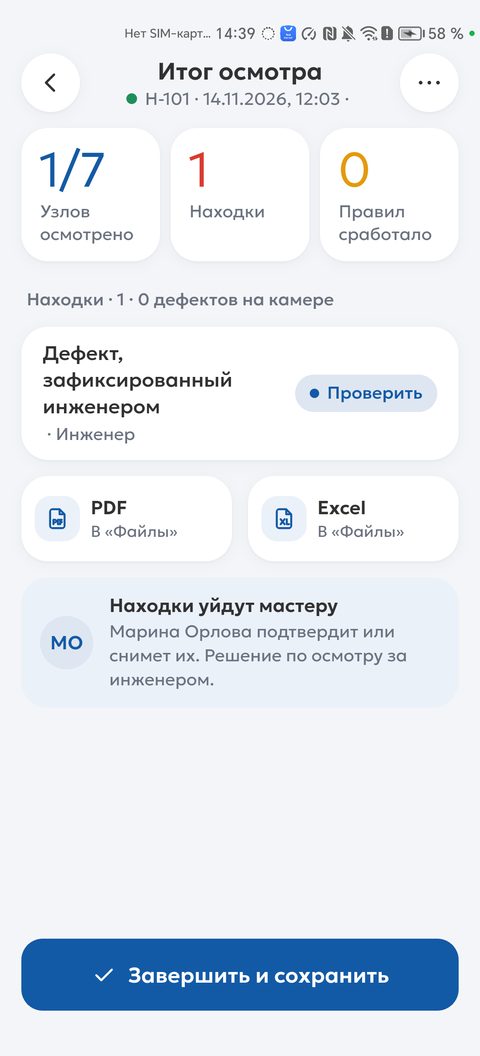 Нет SIM-карт... 14:39 58 %
Итог осмотра
Н-101 · 14.11.2026, 12:03 ·
1/7
Узлов
осмотрено
1
Находки
0
Правил
сработало
Находки · 1 · 0 дефектов на камере
Дефект,
зафиксированный
инженером
· Инженер
Проверить
PDF
PDF
В «Файлы»
XL
Excel
В «Файлы»
МО
Находки уйдут мастеру
Марина Орлова подтвердит или
снимет их. Решение по осмотру за
инженером.
Завершить и сохранить